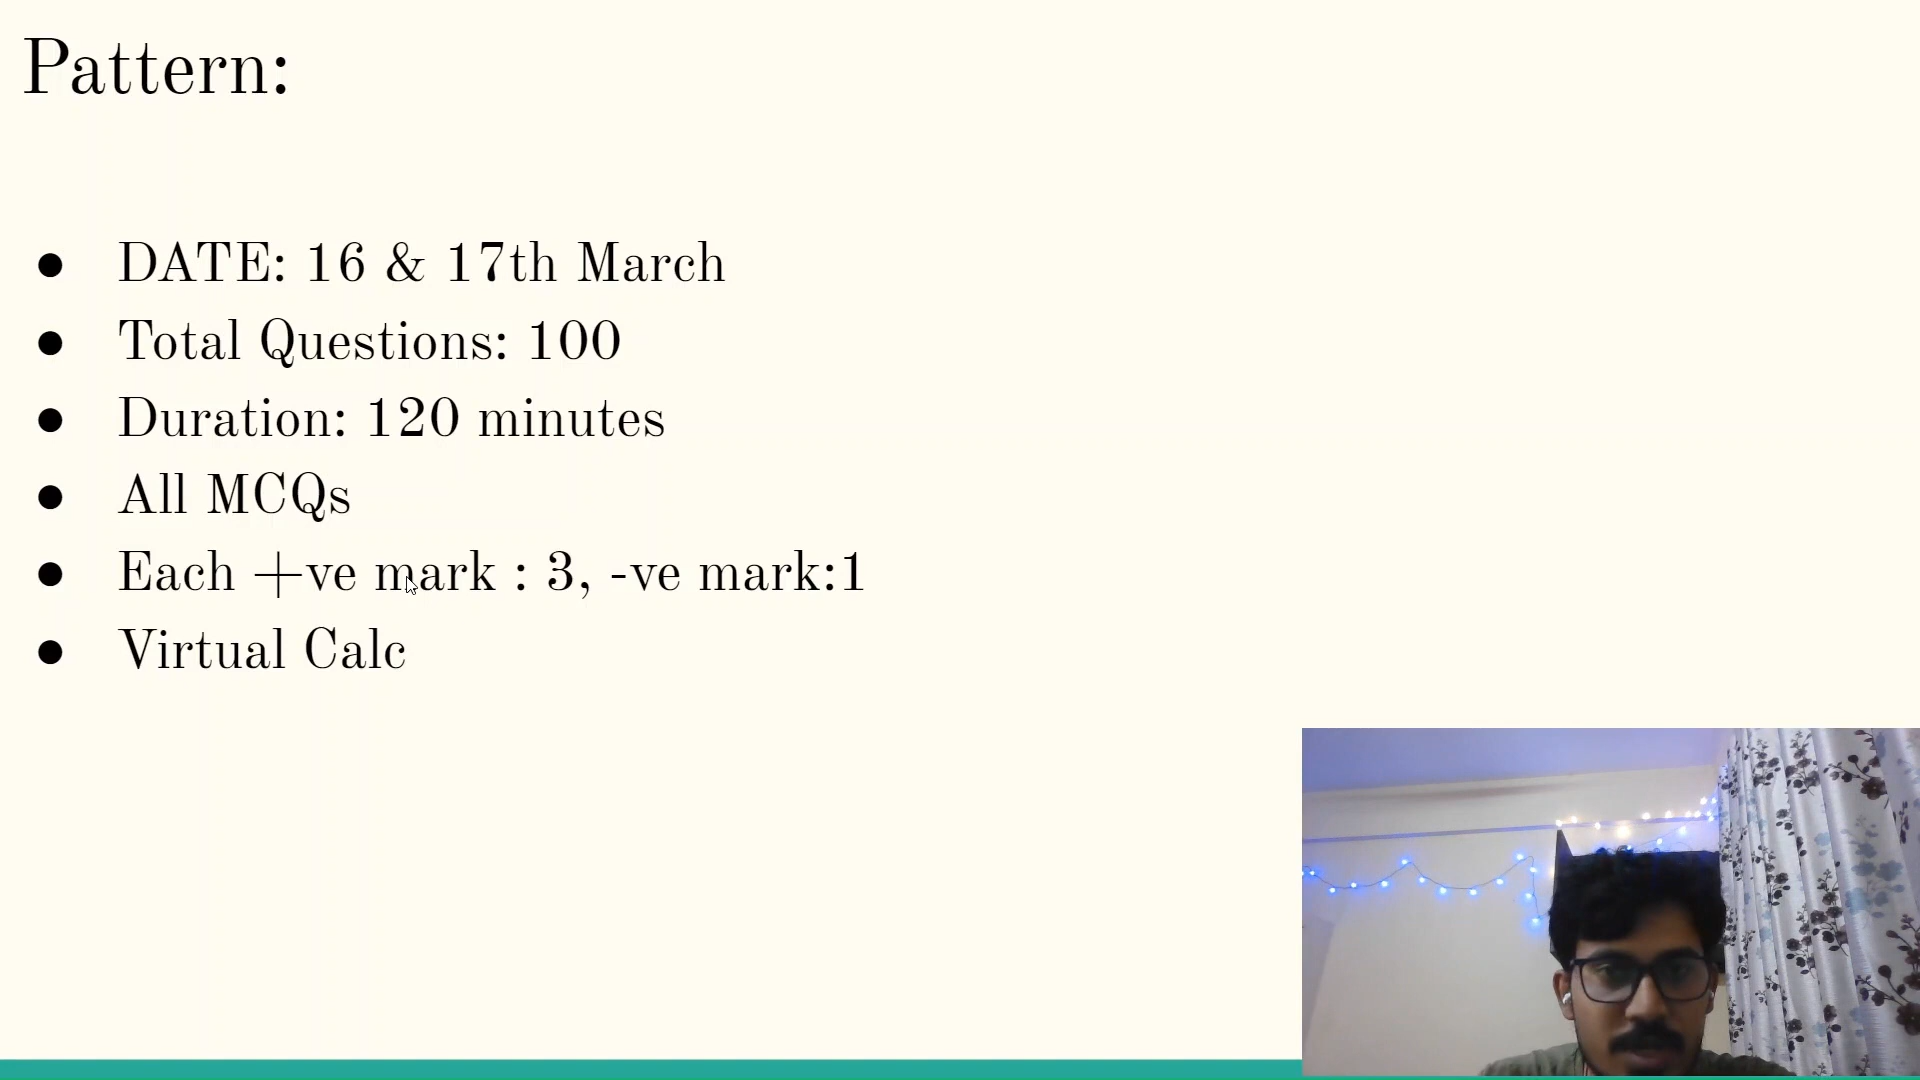 Pattern:
● DATE: 16 & 17th March
● Total Questions: 100
● Duration: 120 minutes
● All MCQs
● Each +ve mark : 3, -ve mark:1
● Virtual Calc